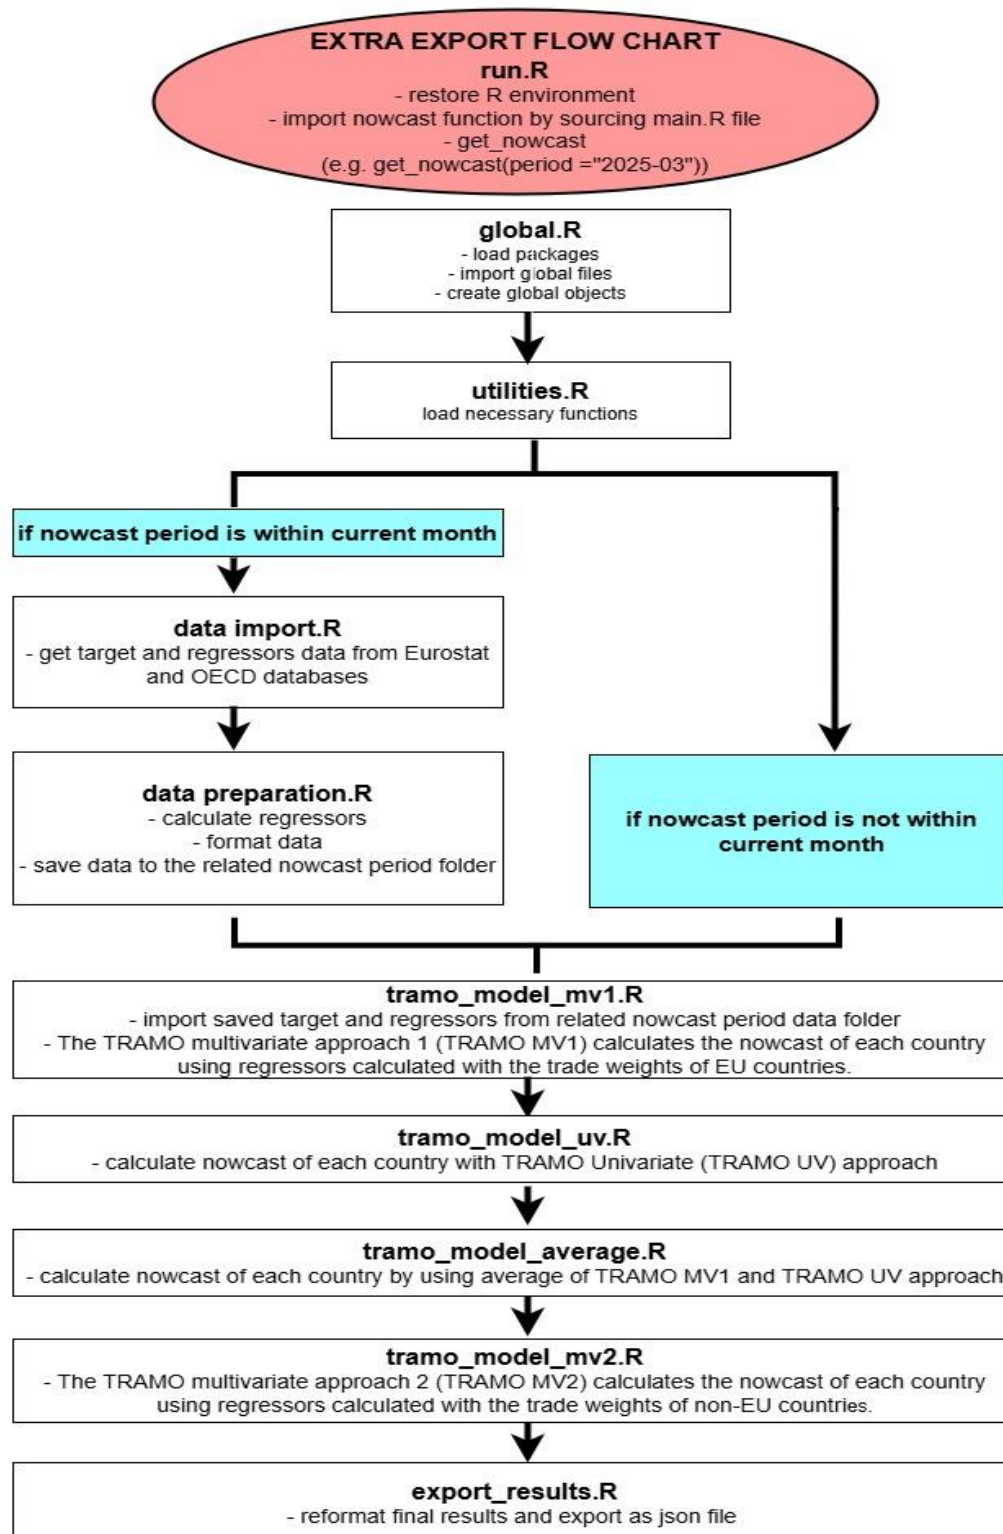 EXTRA EXPORT FLOW CHART
run.R
- restore R environment
- import nowcast function by sourcing main.R file
- get_nowcast
(e.g. get_nowcast(period ="2025-03"))
global.R
- load packages
- import global files
- create global objects
utilities.R
load necessary functions
if nowcast period is within current month
data import.R
- get target and regressors data from Eurostat
and OECD databases
data preparation.R
- calculate regressors
- format data
- save data to the related nowcast period folder
if nowcast period is not within
current month
tramo_model_mv1.R
- import saved target and regressors from related nowcast period data folder
- The TRAMO multivariate approach 1 (TRAMO MV1) calculates the nowcast of each country
using regressors calculated with the trade weights of EU countries.
tramo_model_uv.R
- calculate nowcast of each country with TRAMO Univariate (TRAMO UV) approach
tramo_model_average.R
- calculate nowcast of each country by using average of TRAMO MV1 and TRAMO UV approach
tramo_model_mv2.R
- The TRAMO multivariate approach 2 (TRAMO MV2) calculates the nowcast of each country
using regressors calculated with the trade weights of non-EU countries.
export_results.R
- reformat final results and export as json file